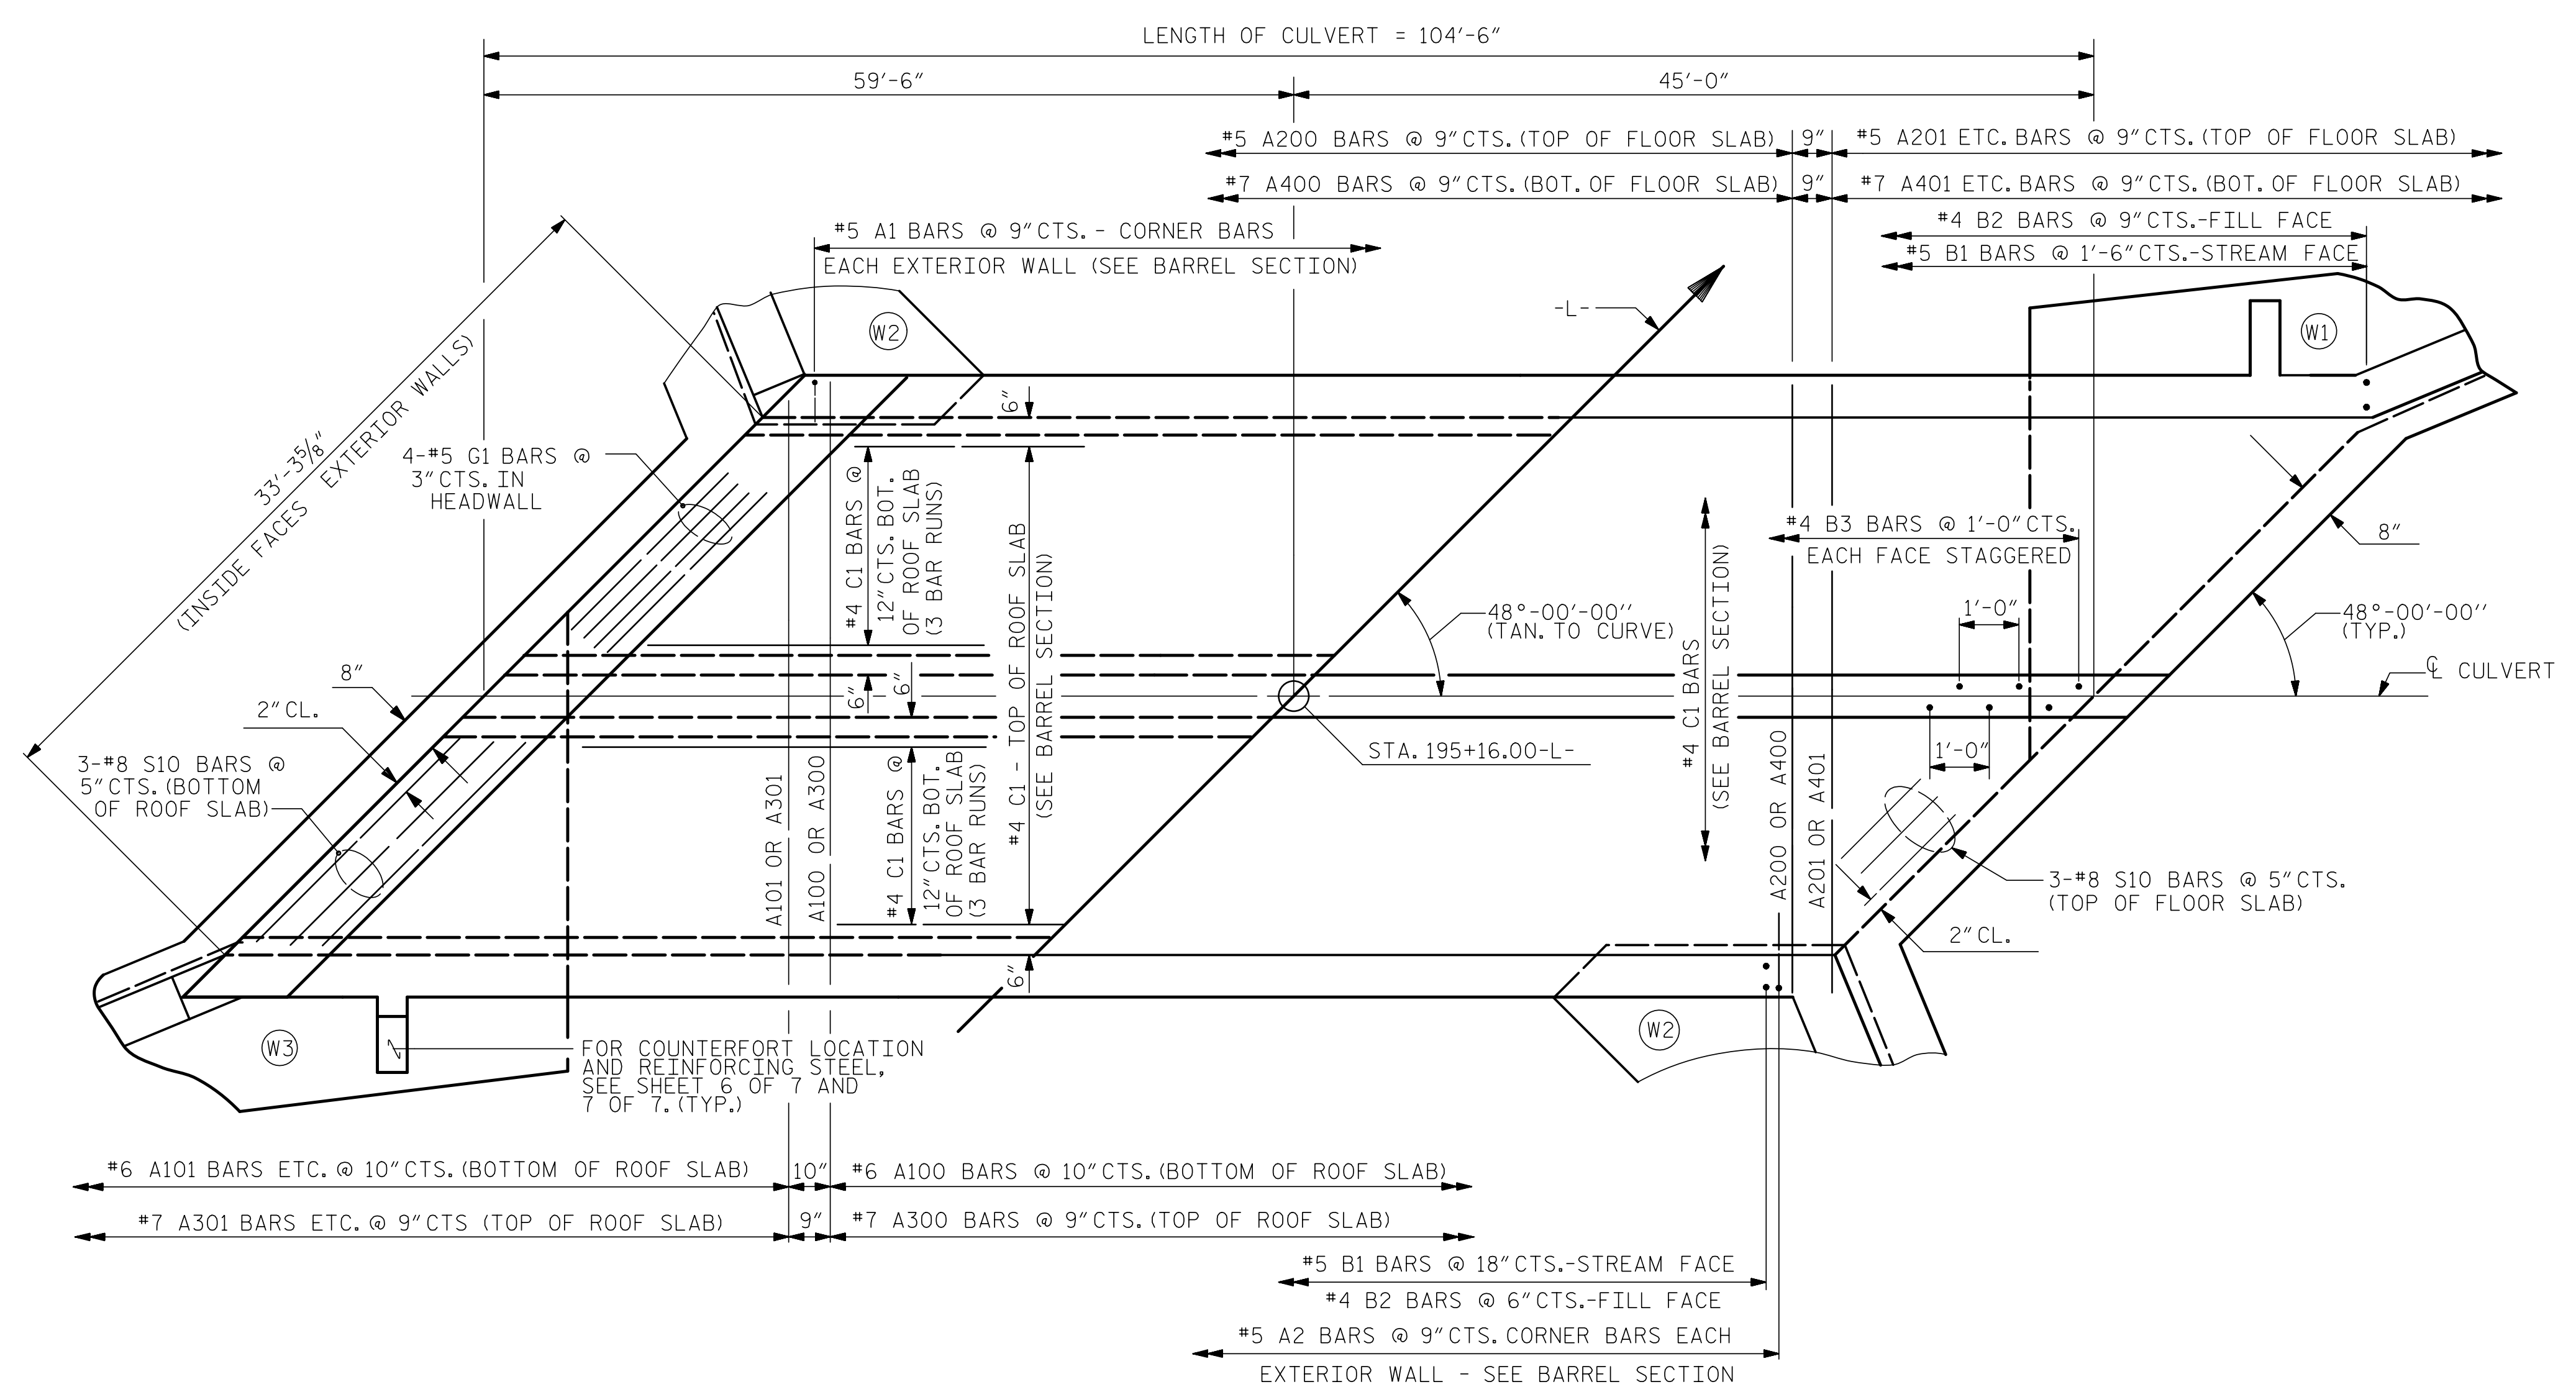 LENGTH OF CULVERT = 104'-6"
59'-6"
45'-0"
#5 A200 BARS @ 9"CTS.(TOP OF FLOOR SLAB)
9"
#5 A201 ETC. BARS @ 9"CTS.(TOP OF FLOOR SLAB)
#7 A400 BARS @ 9"CTS.(BOT. OF FLOOR SLAB)
9"
#7 A401 ETC. BARS @ 9"CTS.(BOT. OF FLOOR SLAB)
#4 B2 BARS @ 9"CTS.-FILL FACE
#5 B1 BARS @ 1'-6"CTS.-STREAM FACE
#5 A1 BARS @ 9"CTS. - CORNER BARS
EACH EXTERIOR WALL (SEE BARREL SECTION)
-L-
W2
W1
33'-3⅝"
(INSIDE FACES EXTERIOR WALLS)
6"
4-#5 G1 BARS @
3"CTS. IN
HEADWALL
#4 C1 BARS @
12"CTS. BOT.
OF ROOF SLAB
(3 BAR RUNS)
#4 C1 - TOP OF ROOF SLAB
(SEE BARREL SECTION)
#4 B3 BARS @ 1'-0"CTS.
EACH FACE STAGGERED
8"
1'-0"
48°-00'-00''
(TAN. TO CURVE)
48°-00'-00''
(TYP.)
#4 C1 BARS
(SEE BARREL SECTION)
℄ CULVERT
8"
2"CL.
6"
6"
STA. 195+16.00-L-
1'-0"
3-#8 S10 BARS @
5"CTS. (BOTTOM
OF ROOF SLAB)
A101 OR A301
A100 OR A300
#4 C1 BARS @
12"CTS. BOT.
OF ROOF SLAB
(3 BAR RUNS)
A200 OR A400
A201 OR A401
3-#8 S10 BARS @ 5"CTS.
(TOP OF FLOOR SLAB)
2"CL.
6"
W3
W2
FOR COUNTERFORT LOCATION
AND REINFORCING STEEL,
SEE SHEET 6 OF 7 AND
7 OF 7. (TYP.)
#6 A101 BARS ETC. @ 10"CTS.(BOTTOM OF ROOF SLAB)
10"
#6 A100 BARS @ 10"CTS.(BOTTOM OF ROOF SLAB)
#7 A301 BARS ETC. @ 9"CTS (TOP OF ROOF SLAB)
9"
#7 A300 BARS @ 9"CTS.(TOP OF ROOF SLAB)
#5 B1 BARS @ 18"CTS.-STREAM FACE
#4 B2 BARS @ 6"CTS.-FILL FACE
#5 A2 BARS @ 9"CTS. CORNER BARS EACH
EXTERIOR WALL - SEE BARREL SECTION